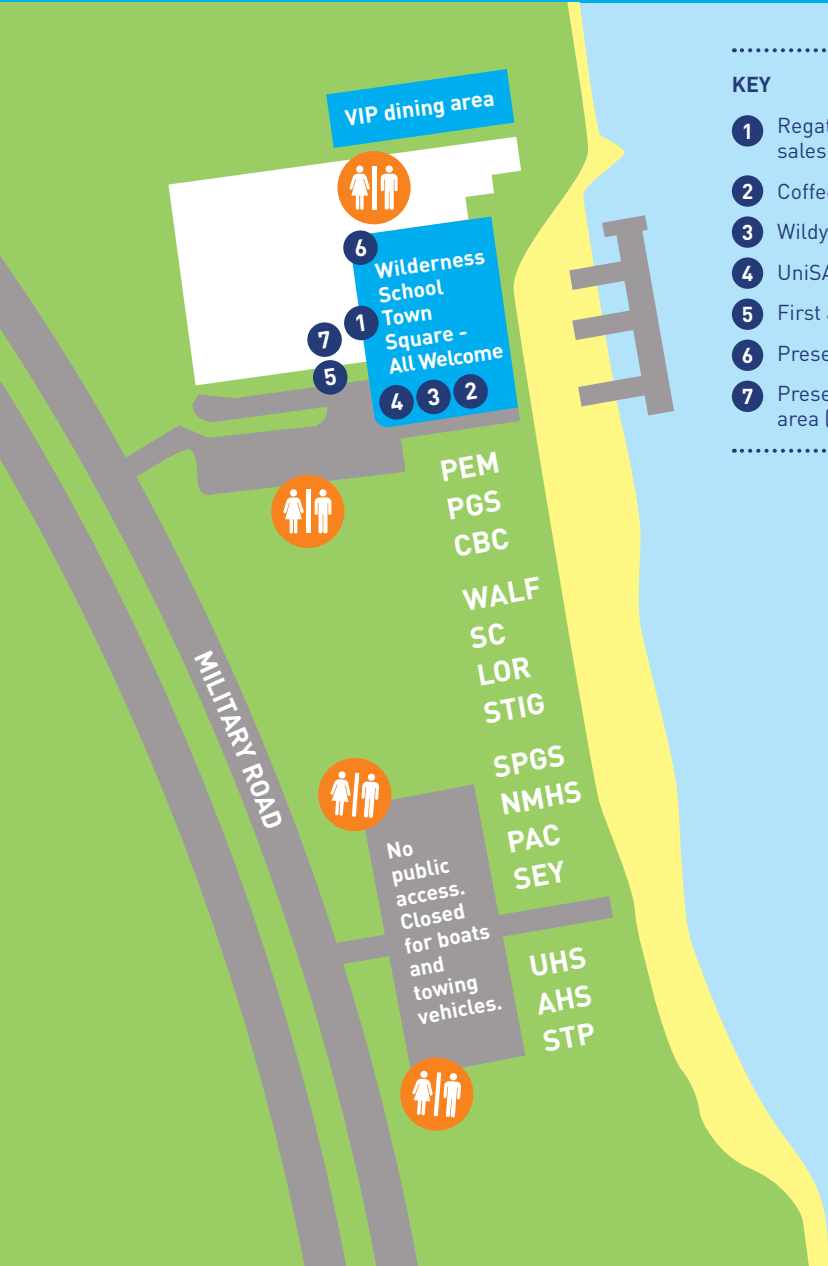 VIP dining area
6
Wilderness
School
Town
Square –
All Welcome
1
7
5
4 3 2
PEM
PGS
CBC
WALF
SC
LOR
STIG
SPGS
NMHS
PAC
SEY
UHS
AHS
STP
MILITARY ROAD
No
public
access.
Closed
for boats
and
towing
vehicles.
KEY
1 Regat
sales
2 Coffe
3 Wildy
4 UniSA
5 First
6 Prese
7 Prese
area